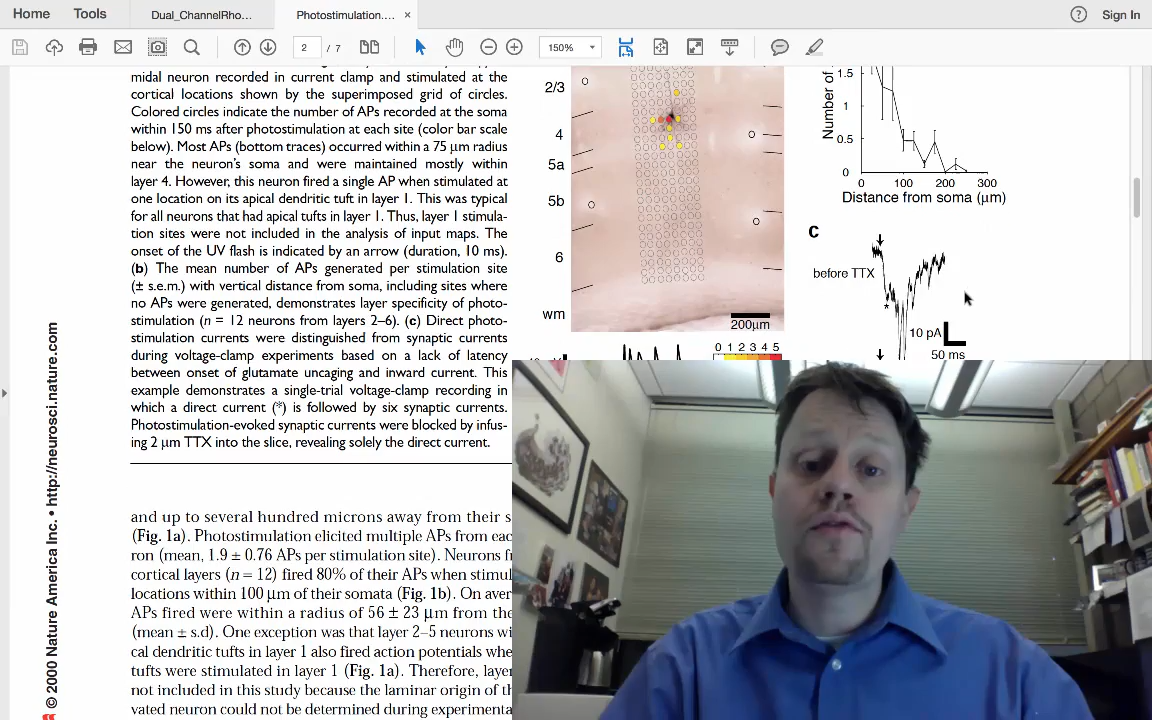 Home
Tools
Dual_ChannelRho...
Photostimulation....
×
?
Sign In
2 / 7
150%
midal neuron recorded in current clamp and stimulated at the
cortical locations shown by the superimposed grid of circles.
Colored circles indicate the number of APs recorded at the soma
within 150 ms after photostimulation at each site (color bar scale
below). Most APs (bottom traces) occurred within a 75 μm radius
near the neuron's soma and were maintained mostly within
layer 4. However, this neuron fired a single AP when stimulated at
one location on its apical dendritic tuft in layer 1. This was typical
for all neurons that had apical tufts in layer 1. Thus, layer 1 stimula-
tion sites were not included in the analysis of input maps. The
onset of the UV flash is indicated by an arrow (duration, 10 ms).
(b) The mean number of APs generated per stimulation site
(± s.e.m.) with vertical distance from soma, including sites where
no APs were generated, demonstrates layer specificity of photo-
stimulation (n = 12 neurons from layers 2–6). (c) Direct photo-
stimulation currents were distinguished from synaptic currents
during voltage-clamp experiments based on a lack of latency
between onset of glutamate uncaging and inward current. This
example demonstrates a single-trial voltage-clamp recording in
which a direct current (*) is followed by six synaptic currents.
Photostimulation-evoked synaptic currents were blocked by infus-
ing 2 μm TTX into the slice, revealing solely the direct current.
2/3
4
5a
5b
6
wm
200μm
0 1 2 3 4 5
Number of
1.5
1
0.5
0
0 100 200 300
Distance from soma (μm)
c
before TTX
*
10 pA
50 ms
and up to several hundred microns away from their s
(Fig. 1a). Photostimulation elicited multiple APs from eac
ron (mean, 1.9 ± 0.76 APs per stimulation site). Neurons f
cortical layers (n = 12) fired 80% of their APs when stimul
locations within 100 μm of their somata (Fig. 1b). On aver
APs fired were within a radius of 56 ± 23 μm from the
(mean ± s.d). One exception was that layer 2–5 neurons wi
cal dendritic tufts in layer 1 also fired action potentials whe
tufts were stimulated in layer 1 (Fig. 1a). Therefore, laye
not included in this study because the laminar origin of th
vated neuron could not be determined during experimenta
© 2000 Nature America Inc. • http://neurosci.nature.com